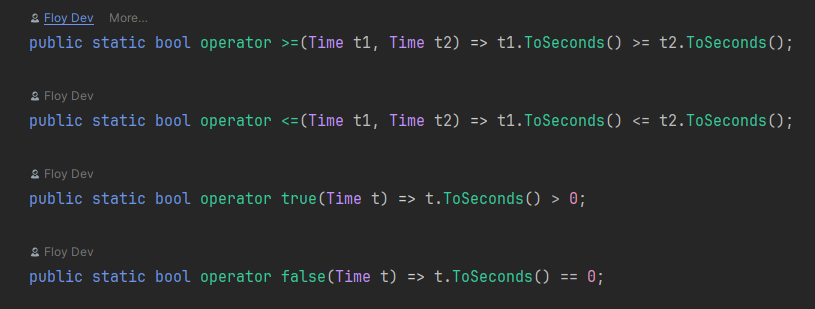 Floy Dev More...
public static bool operator >=(Time t1, Time t2) => t1.ToSeconds() >= t2.ToSeconds();
Floy Dev
public static bool operator <=(Time t1, Time t2) => t1.ToSeconds() <= t2.ToSeconds();
Floy Dev
public static bool operator true(Time t) => t.ToSeconds() > 0;
Floy Dev
public static bool operator false(Time t) => t.ToSeconds() == 0;